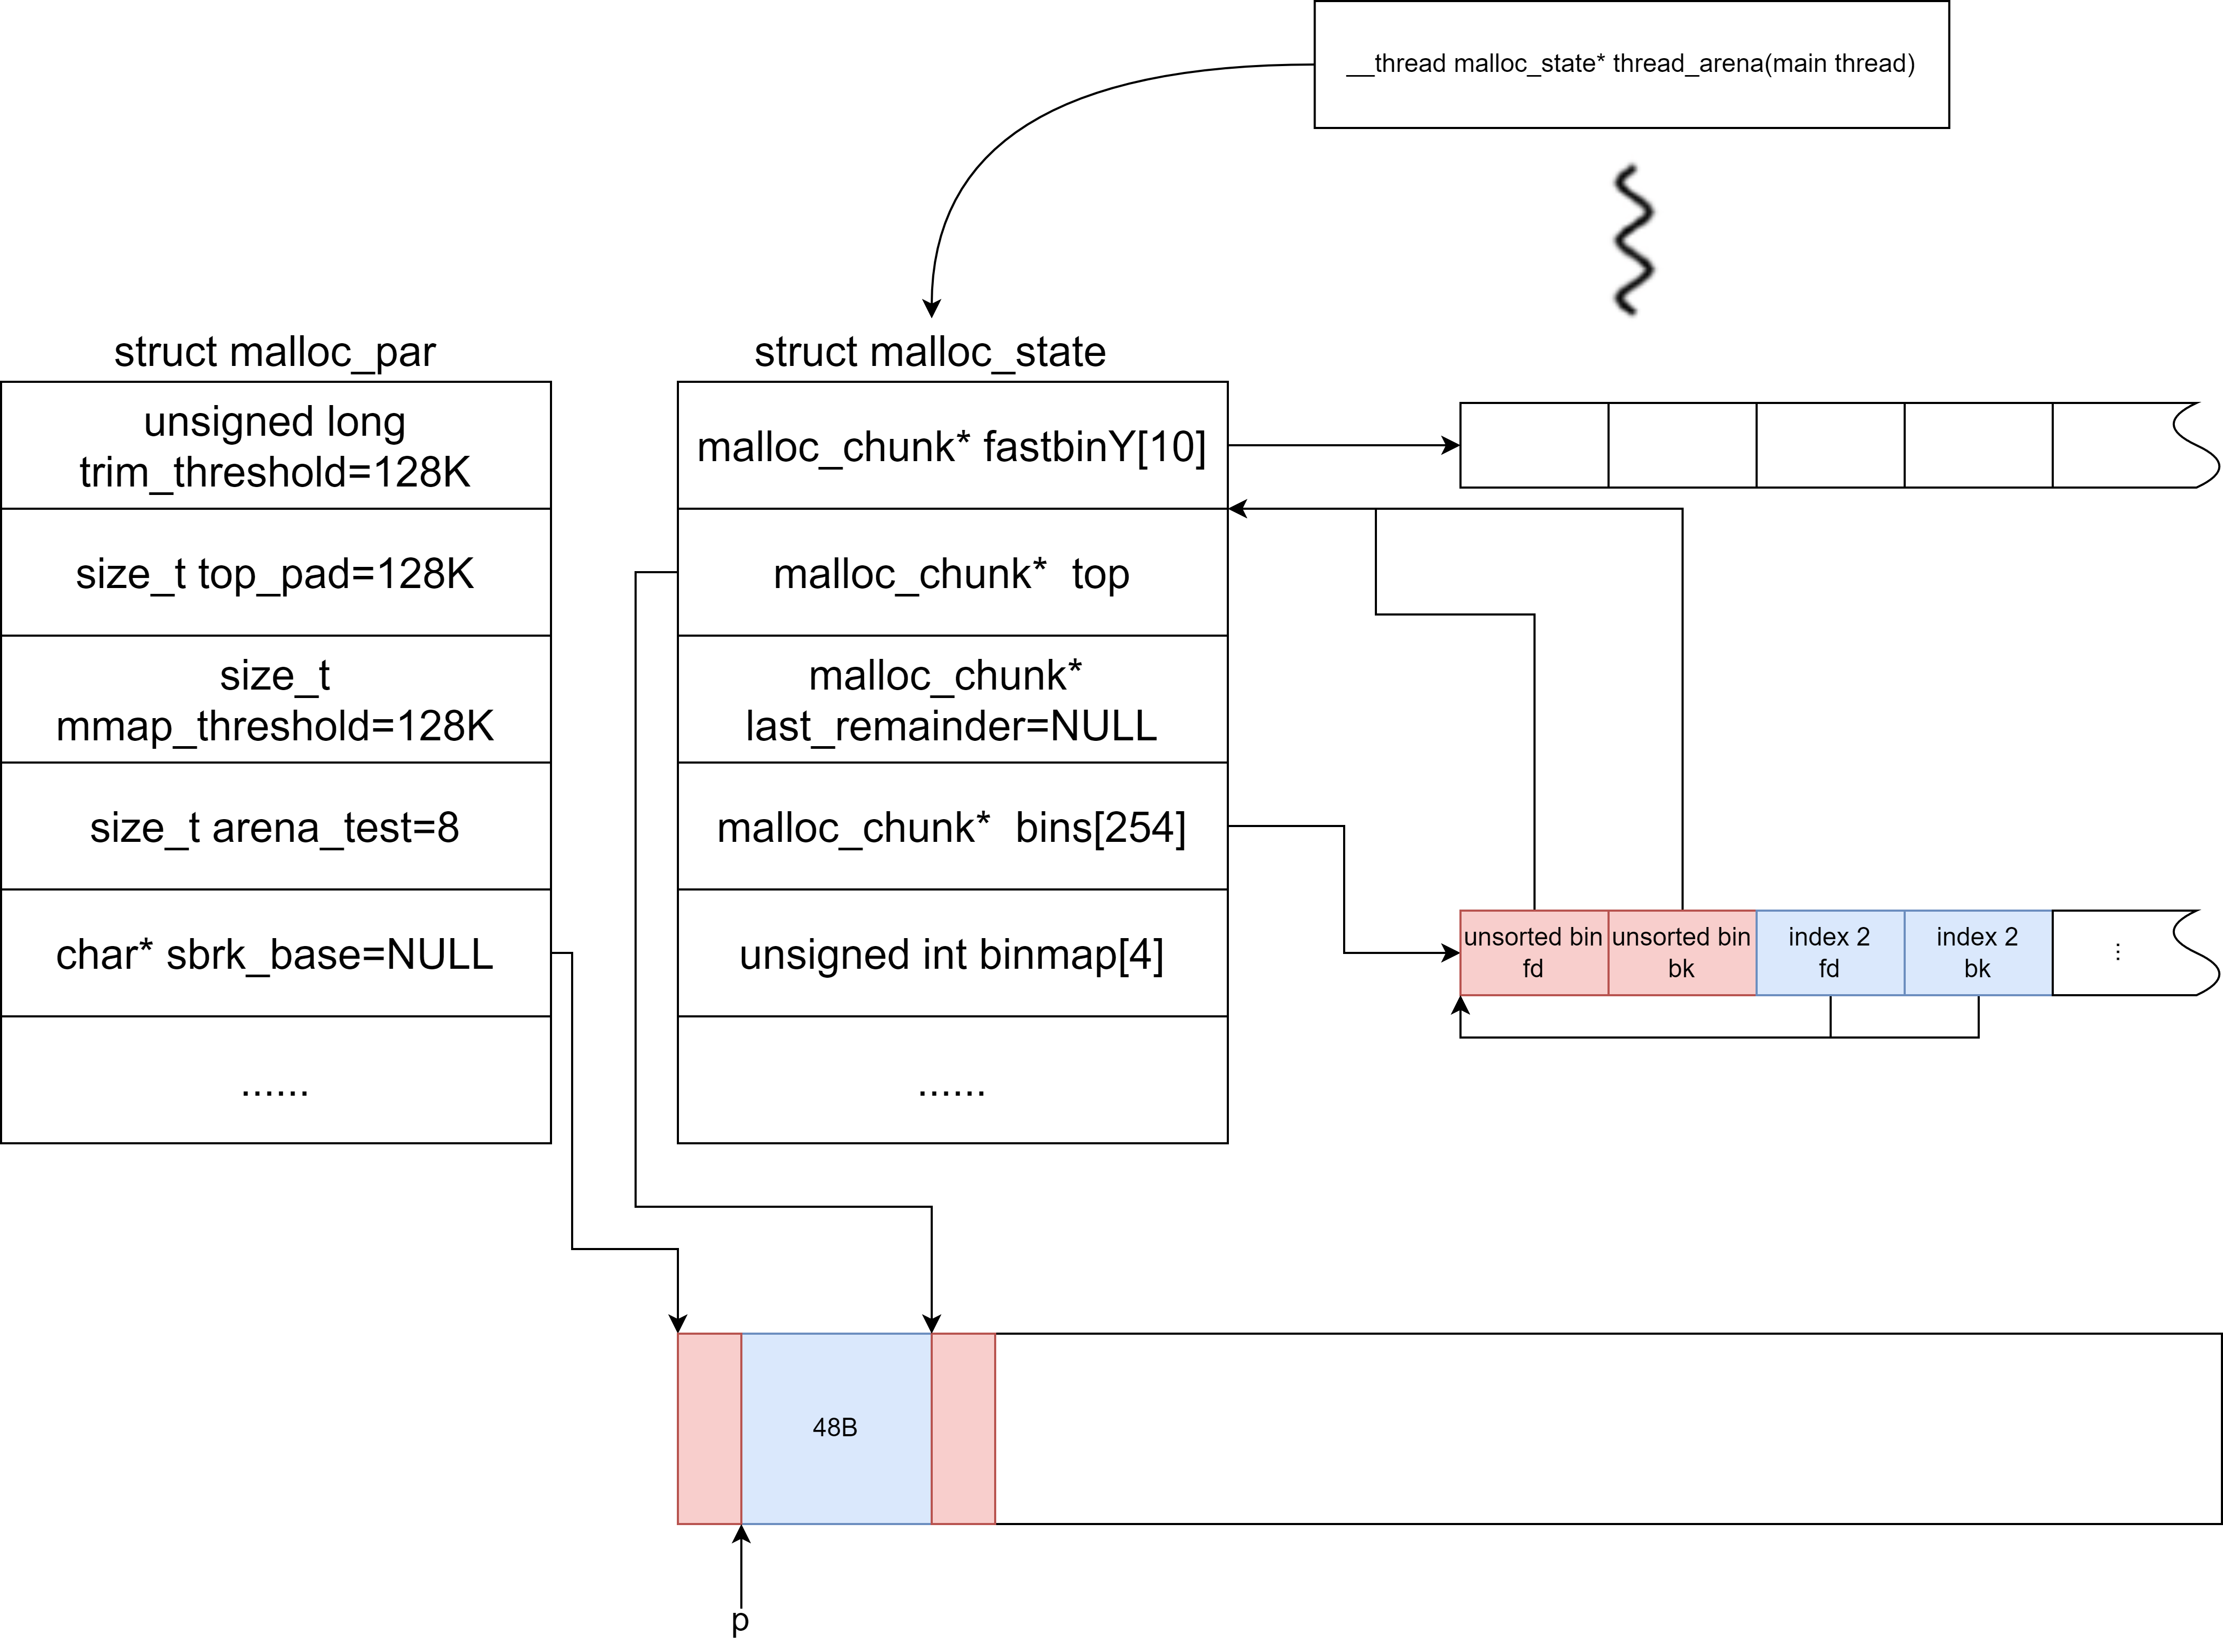 __thread malloc_state* thread_arena(main thread)
struct malloc_par
unsigned long
trim_threshold=128K
size_t top_pad=128K
size_t
mmap_threshold=128K
size_t arena_test=8
char* sbrk_base=NULL
......
struct malloc_state
malloc_chunk* fastbinY[10]
malloc_chunk*  top
malloc_chunk*
last_remainder=NULL
malloc_chunk*  bins[254]
unsigned int binmap[4]
......
unsorted bin
fd
unsorted bin
bk
index 2
fd
index 2
bk
...
48B
p